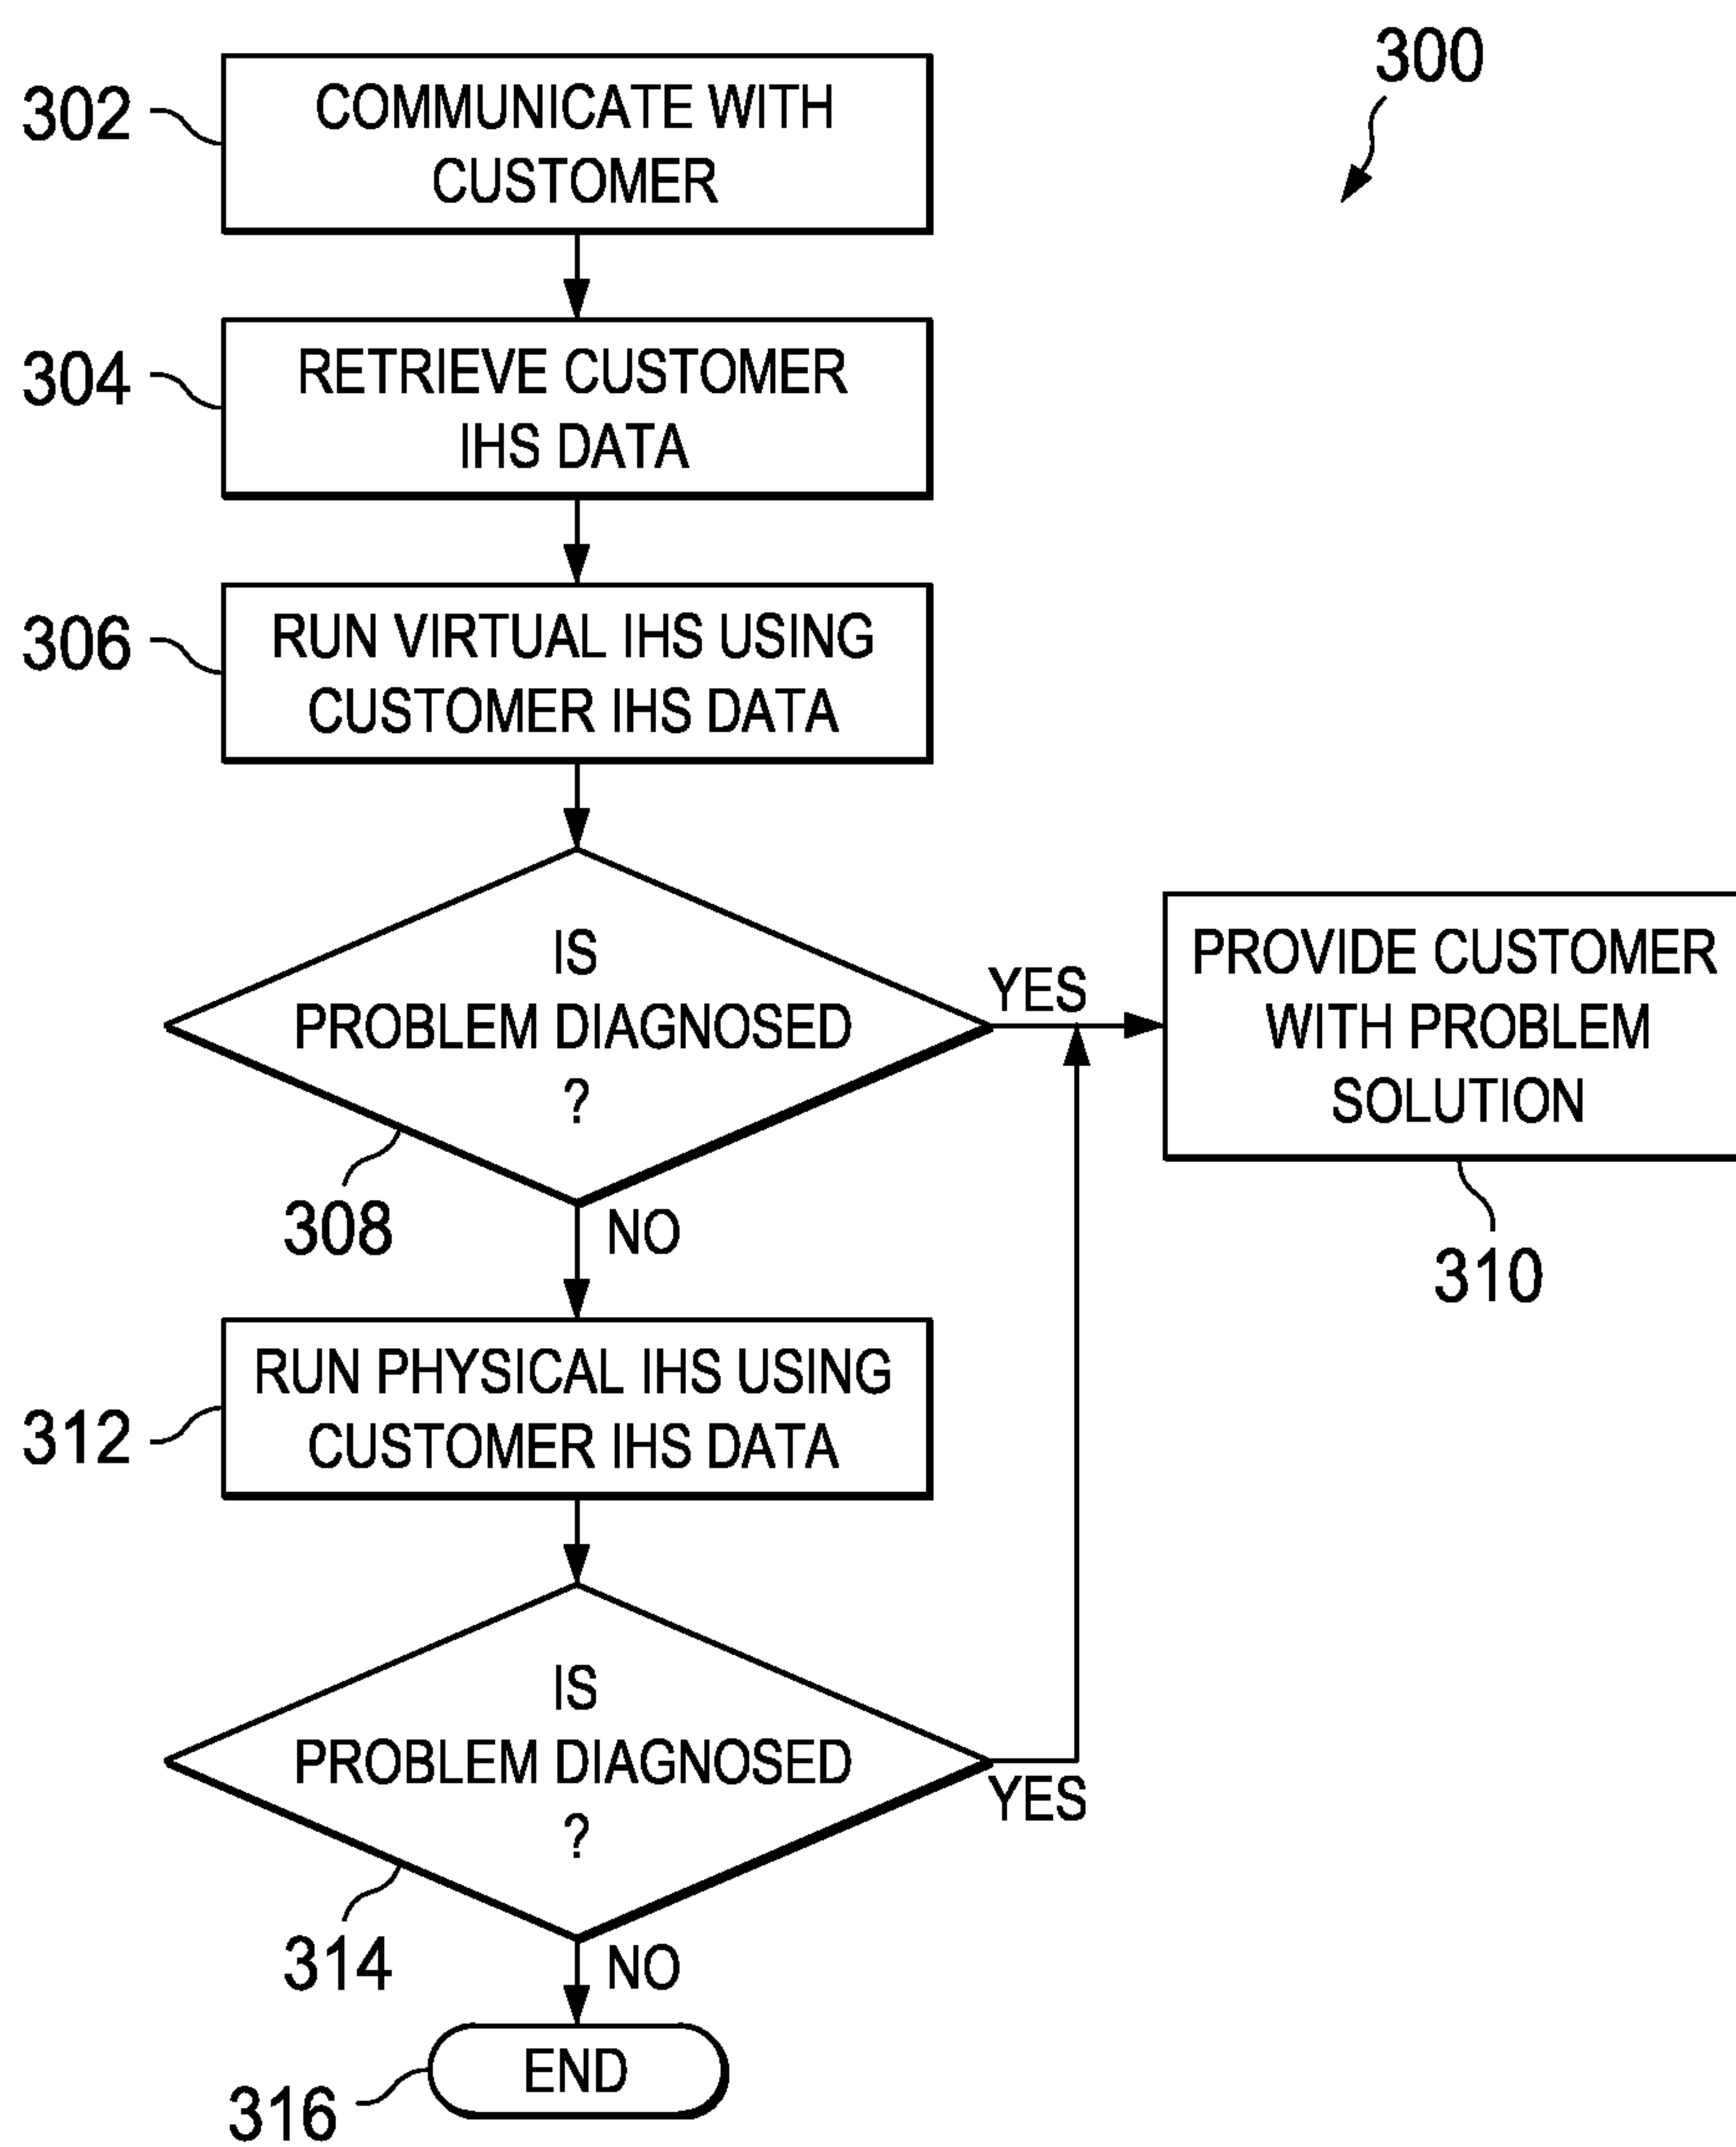 300
302
COMMUNICATE WITH
CUSTOMER
304
RETRIEVE CUSTOMER
IHS DATA
306
RUN VIRTUAL IHS USING
CUSTOMER IHS DATA
IS
PROBLEM DIAGNOSED
?
308
YES
PROVIDE CUSTOMER
WITH PROBLEM
SOLUTION
310
NO
312
RUN PHYSICAL IHS USING
CUSTOMER IHS DATA
IS
PROBLEM DIAGNOSED
?
314
YES
NO
END
316